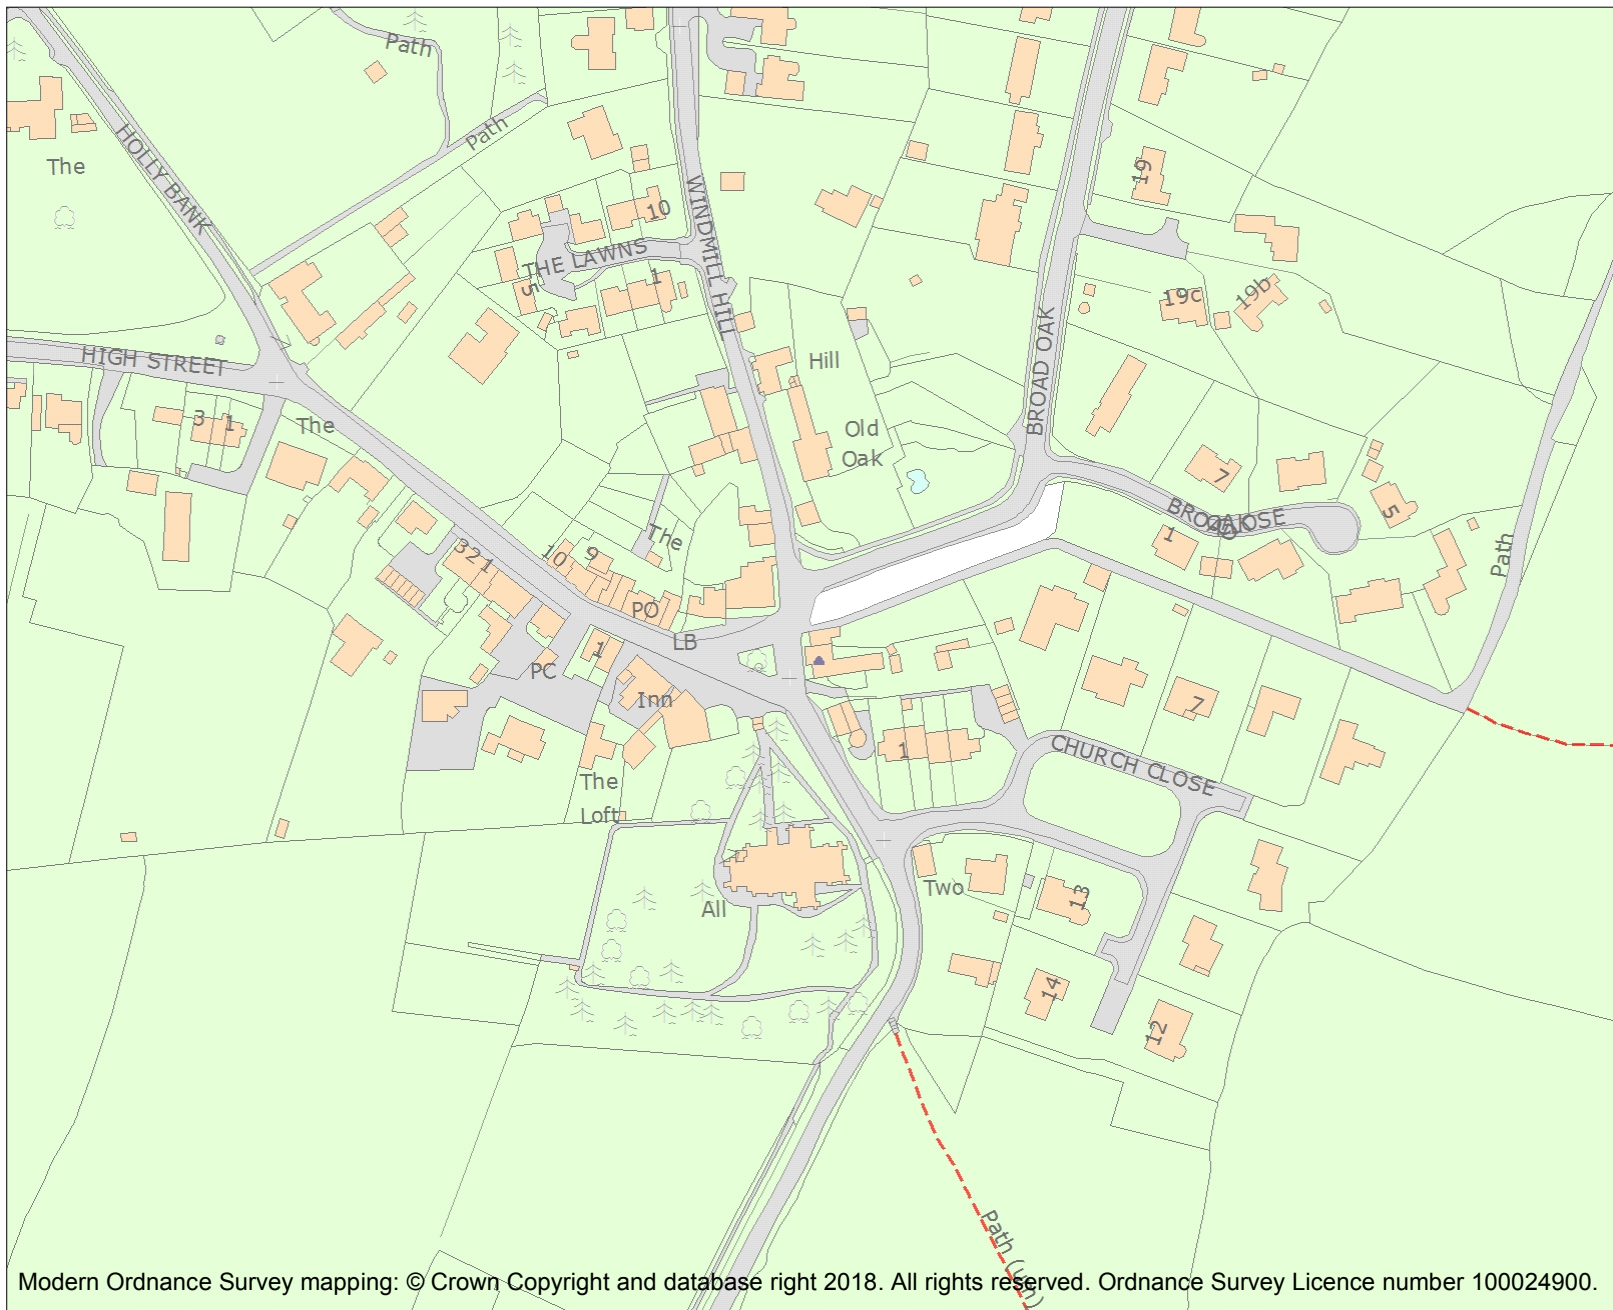 Path
Path
HOLLY BANK
The
WINDMILL HILL
10
THE LAWNS
5
1
19
19c
19b
BROAD OAK
HIGH STREET
3
1
The
Hill
Old
Oak
7
BROAD OAK
CLOSE
5
1
Path
The
3
2
1
10
9
PO
LB
PC
1
Inn
The
Loft
1
7
CHURCH CLOSE
All
Two
13
14
12
Path (um)
Modern Ordnance Survey mapping: © Crown Copyright and database right 2018. All rights reserved. Ordnance Survey Licence number 100024900.